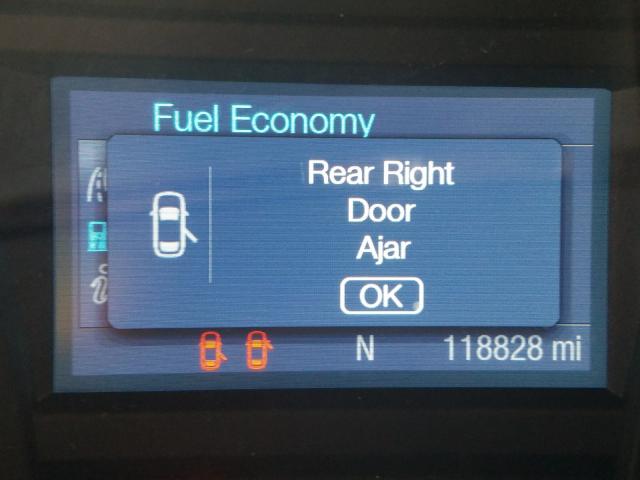 Fuel Economy
Rear Right
Door
Ajar
OK
N 118828 mi